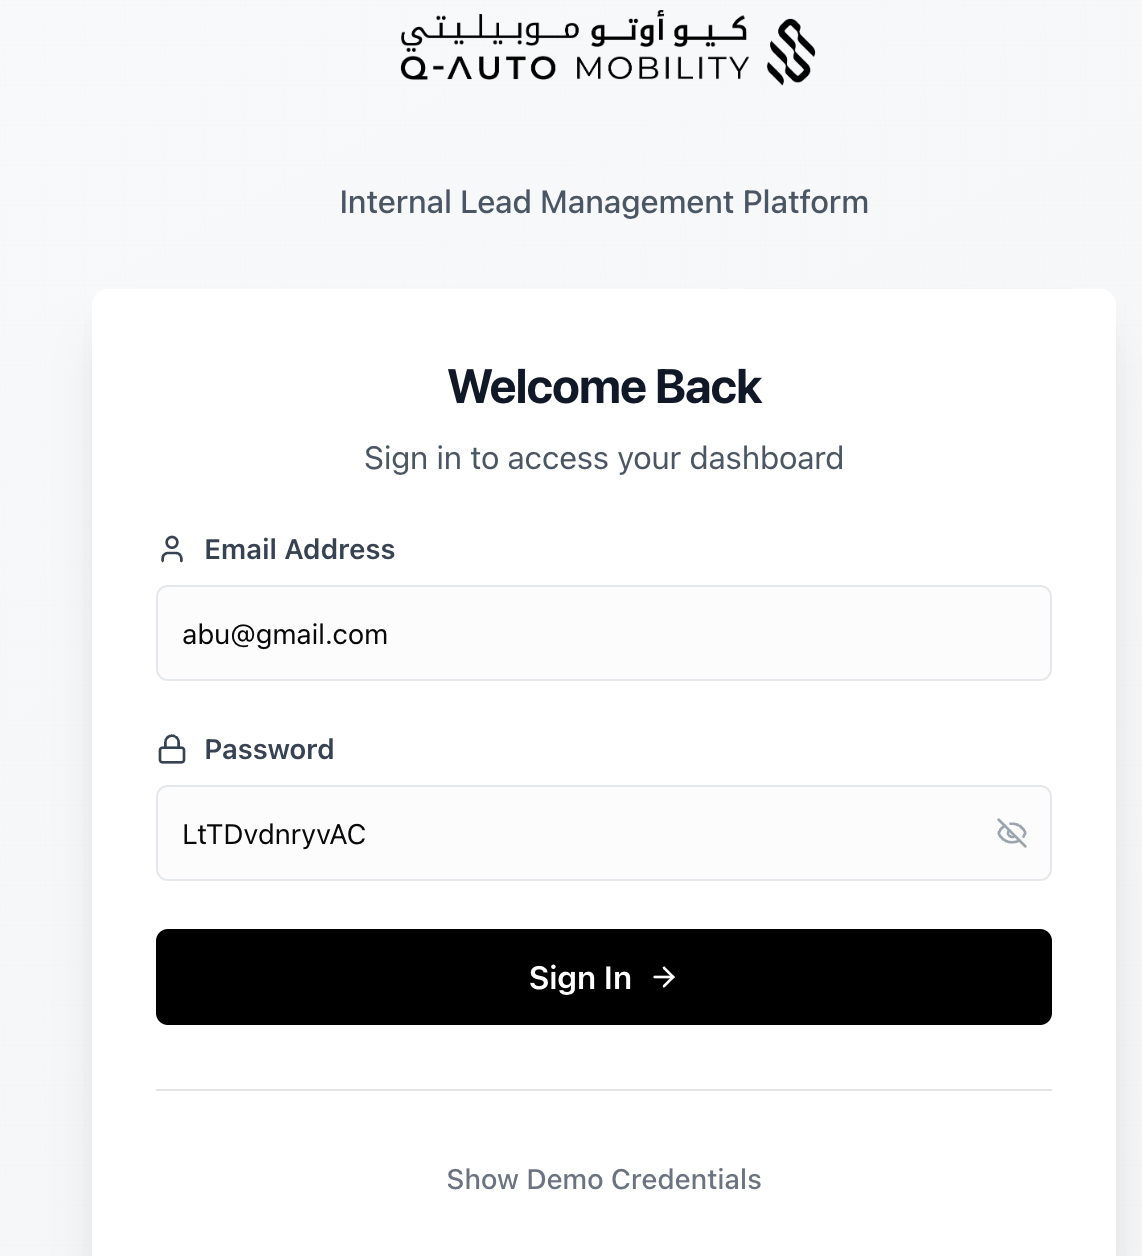 كيو أوتو موبيليتي
Q-AUTO MOBILITY
Internal Lead Management Platform
Welcome Back
Sign in to access your dashboard
Email Address
abu@gmail.com
Password
LtTDvdnryvAC
Sign In →
Show Demo Credentials